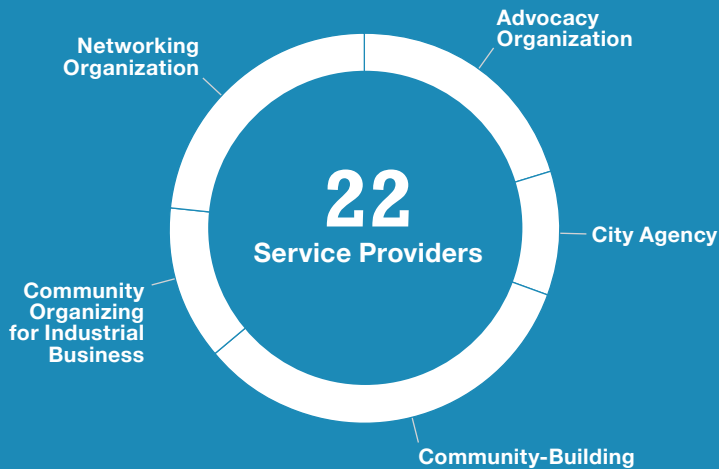 Advocacy
Organization
Networking
Organization
22
Service Providers
City Agency
Community
Organizing
for Industrial
Business
Community-Building